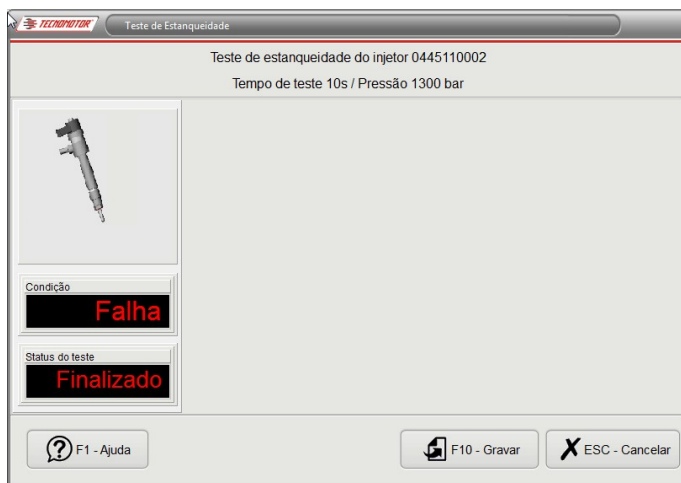 TECNOMOTOR
Teste de Estanqueidade
Teste de estanqueidade do injetor 0445110002
Tempo de teste 10s / Pressão 1300 bar
Condição
Falha
Status do teste
Finalizado
F1 - Ajuda
F10 - Gravar
ESC - Cancelar